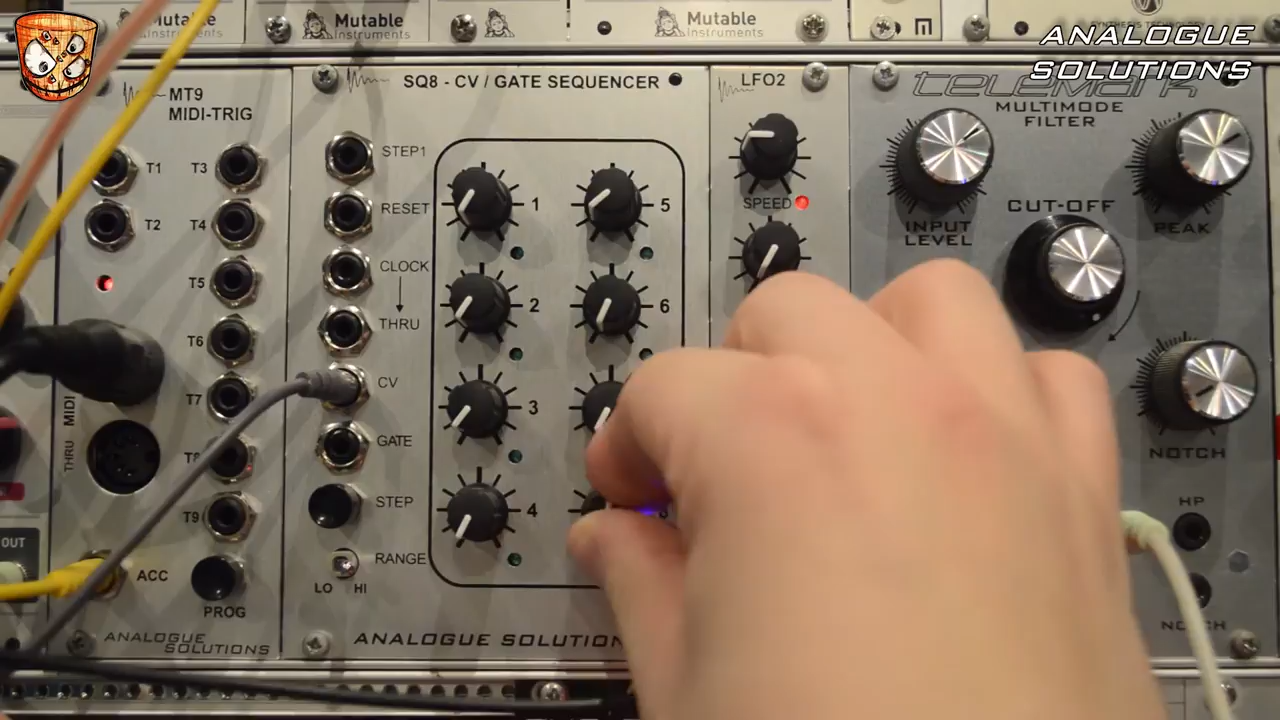 Mutable
Instruments
Mutable
Instruments
Mutable
Instruments
ANALOGUE
SOLUTIONS
MT9
MIDI-TRIG
T1
T2
T3
T4
T5
T6
T7
T8
T9
MIDI
THRU
OUT
ACC
PROG
ANALOGUE
SOLUTIONS
SQ8 - CV / GATE SEQUENCER
STEP1
RESET
CLOCK
THRU
CV
GATE
STEP
RANGE
LO HI
1
2
3
4
5
6
ANALOGUE SOLUTION
LFO2
SPEED
TELEMARK
MULTIMODE
FILTER
INPUT
LEVEL
CUT-OFF
PEAK
NOTCH
HP
NOTCH